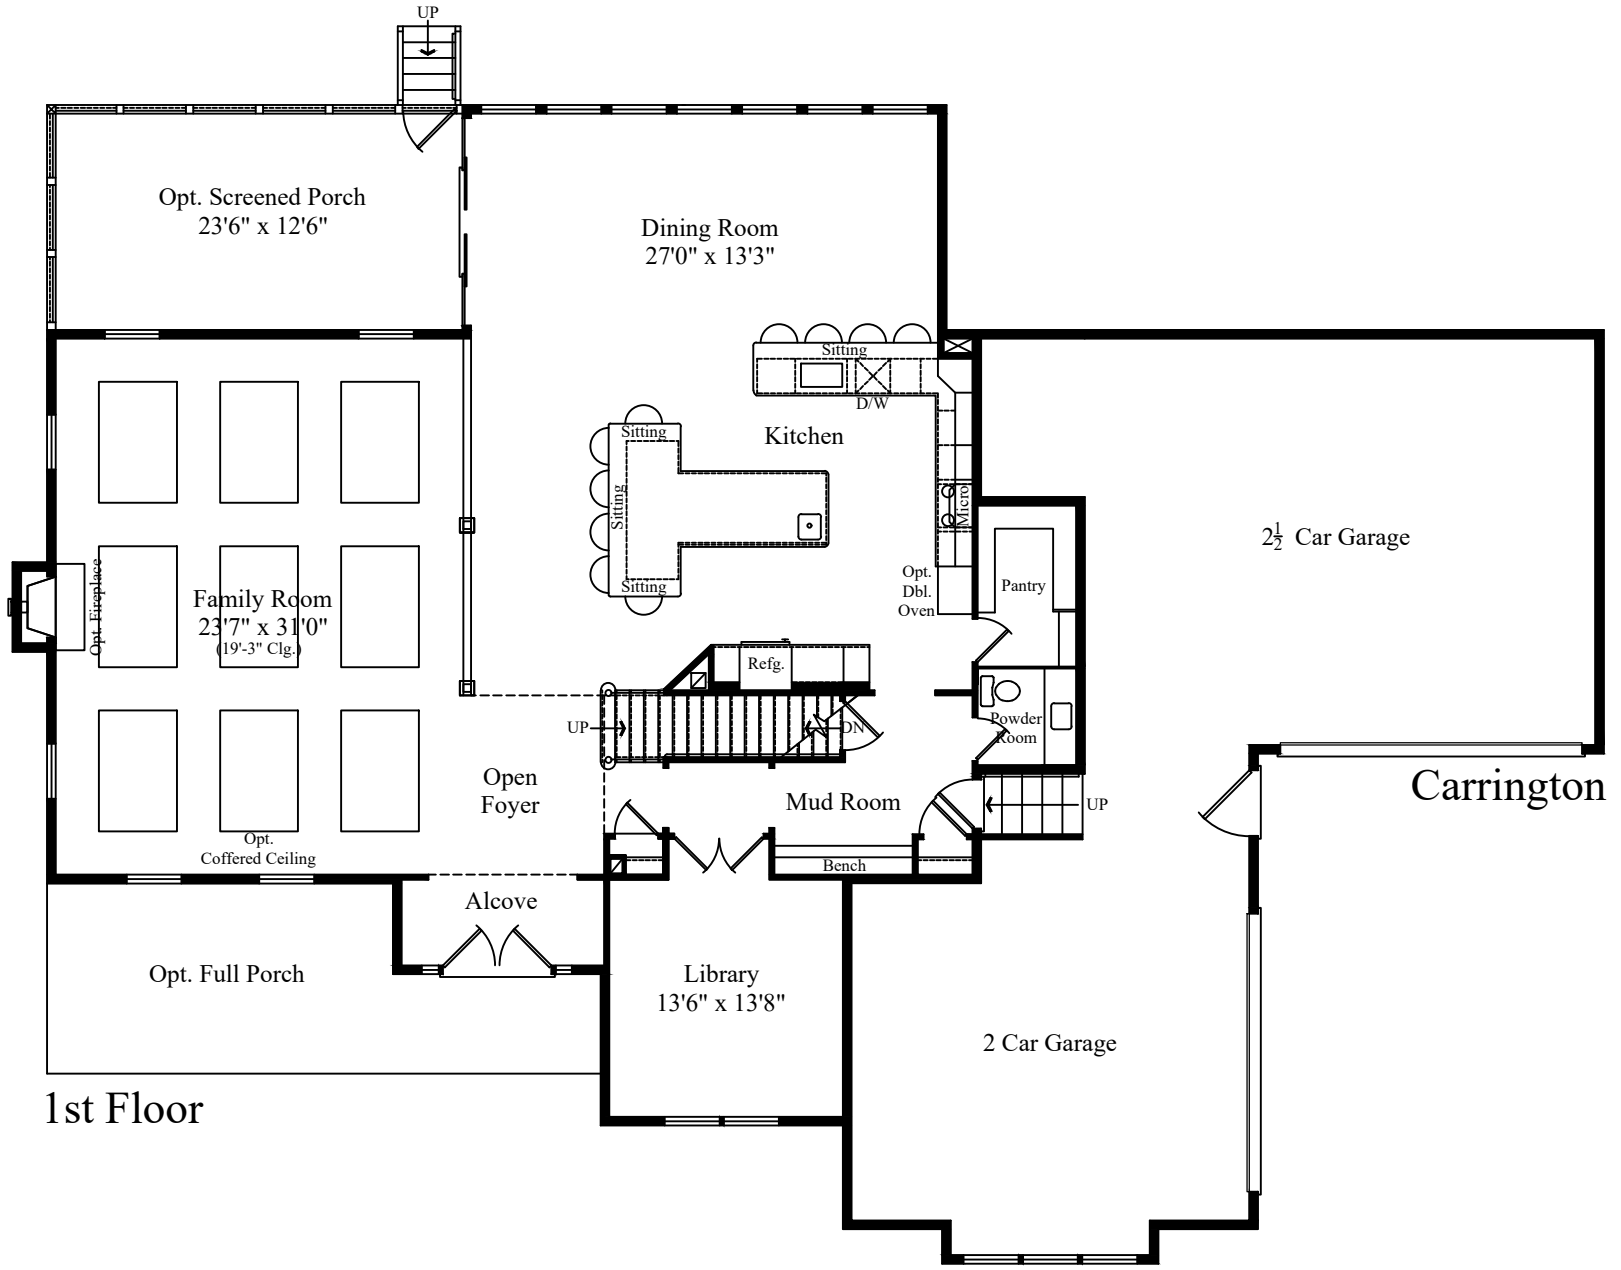 UP
Opt. Screened Porch
23'6" x 12'6"
Dining Room
27'0" x 13'3"
Sitting
D/W
Kitchen
Sitting
Sitting
Sitting
Micro
2 1/2 Car Garage
Opt.
Dbl.
Oven
Pantry
Opt. Fireplace
Family Room
23'7" x 31'0"
(19'-3" Clg.)
Refg.
UP
DN
Powder
Room
Open
Foyer
Mud Room
UP
Carrington
Opt.
Coffered Ceiling
Bench
Alcove
Opt. Full Porch
Library
13'6" x 13'8"
2 Car Garage
1st Floor